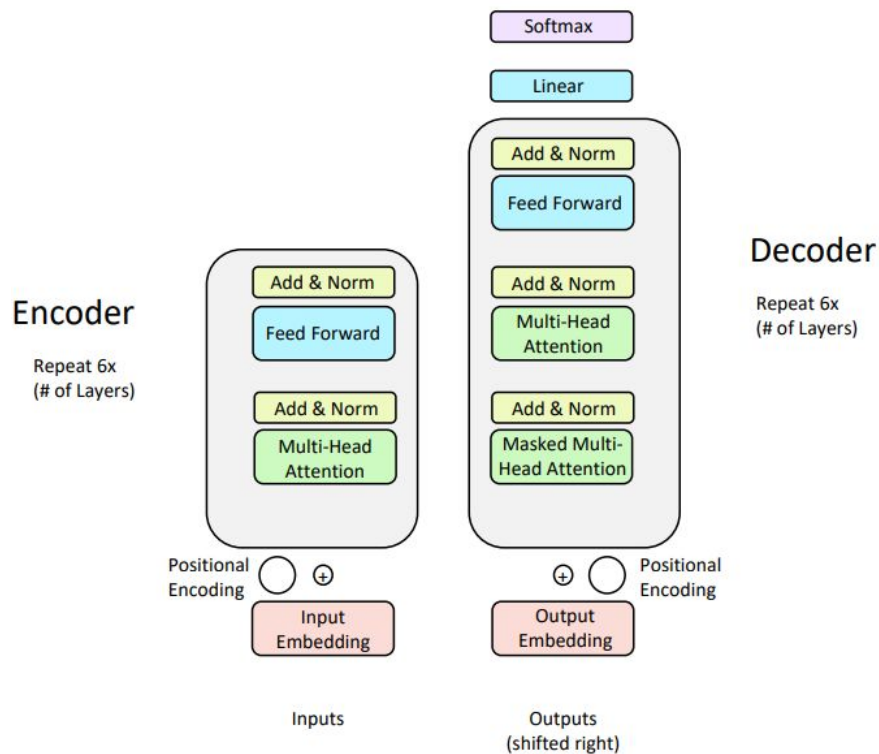 Softmax
Linear
Add & Norm
Feed Forward
Add & Norm
Multi-Head
Attention
Add & Norm
Masked Multi-
Head Attention
Decoder
Repeat 6x
(# of Layers)
Encoder
Repeat 6x
(# of Layers)
Add & Norm
Feed Forward
Add & Norm
Multi-Head
Attention
Positional
Encoding
+
Input
Embedding
Inputs
+
Positional
Encoding
Output
Embedding
Outputs
(shifted right)